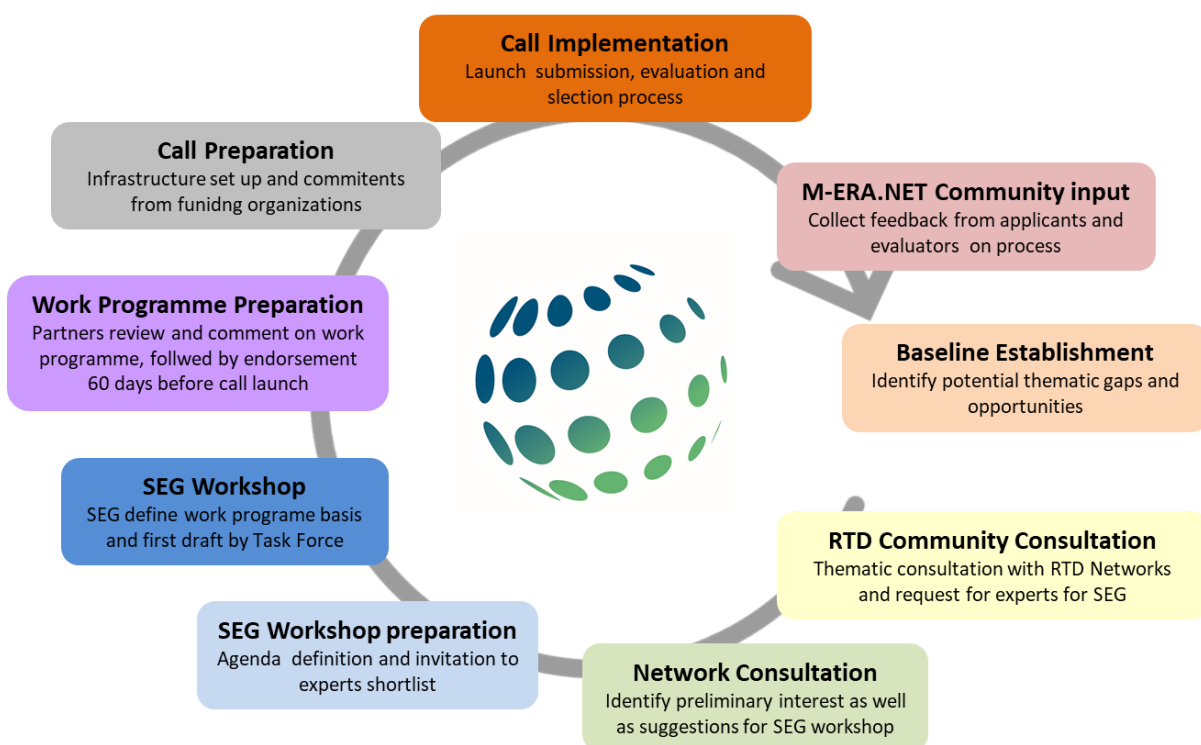 Call Implementation
Launch submission, evaluation and
slection process
M-ERA.NET Community input
Collect feedback from applicants and
evaluators on process
Baseline Establishment
Identify potential thematic gaps and
opportunities
RTD Community Consultation
Thematic consultation with RTD Networks
and request for experts for SEG
Network Consultation
Identify preliminary interest as well
as suggestions for SEG workshop
SEG Workshop preparation
Agenda definition and invitation to
experts shortlist
SEG Workshop
SEG define work programe basis
and first draft by Task Force
Work Programme Preparation
Partners review and comment on work
programme, follwed by endorsement
60 days before call launch
Call Preparation
Infrastructure set up and commitents
from funidng organizations